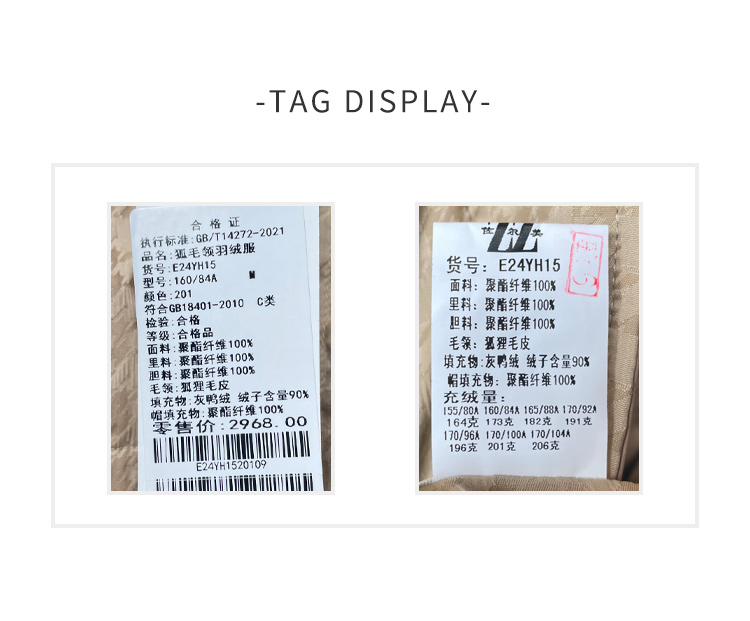 -TAG DISPLAY-
合格证
执行标准:GB/T14272-2021
品名:狐毛领羽绒服
货号:E24YH15
型号:160/84A M
颜色:201
符合GB18401-2010 C类
检验:合格
等级:合格品
面料:聚酯纤维100%
里料:聚酯纤维100%
胆料:聚酯纤维100%
毛领:狐狸毛皮
填充物:灰鸭绒 绒子含量90%
帽填充物:聚酯纤维100%
零售价:2968.00
E24YH1520109
佐尔美
货号: E24YH15
面料: 聚酯纤维100%
里料: 聚酯纤维100%
胆料: 聚酯纤维100%
毛领: 狐狸毛皮
填充物:灰鸭绒 绒子含量90%
帽填充物: 聚酯纤维100%
充绒量:
155/80A 160/84A 165/88A 170/92A
164克 173克 182克 191克
170/96A 170/100A 170/104A
196克 201克 206克